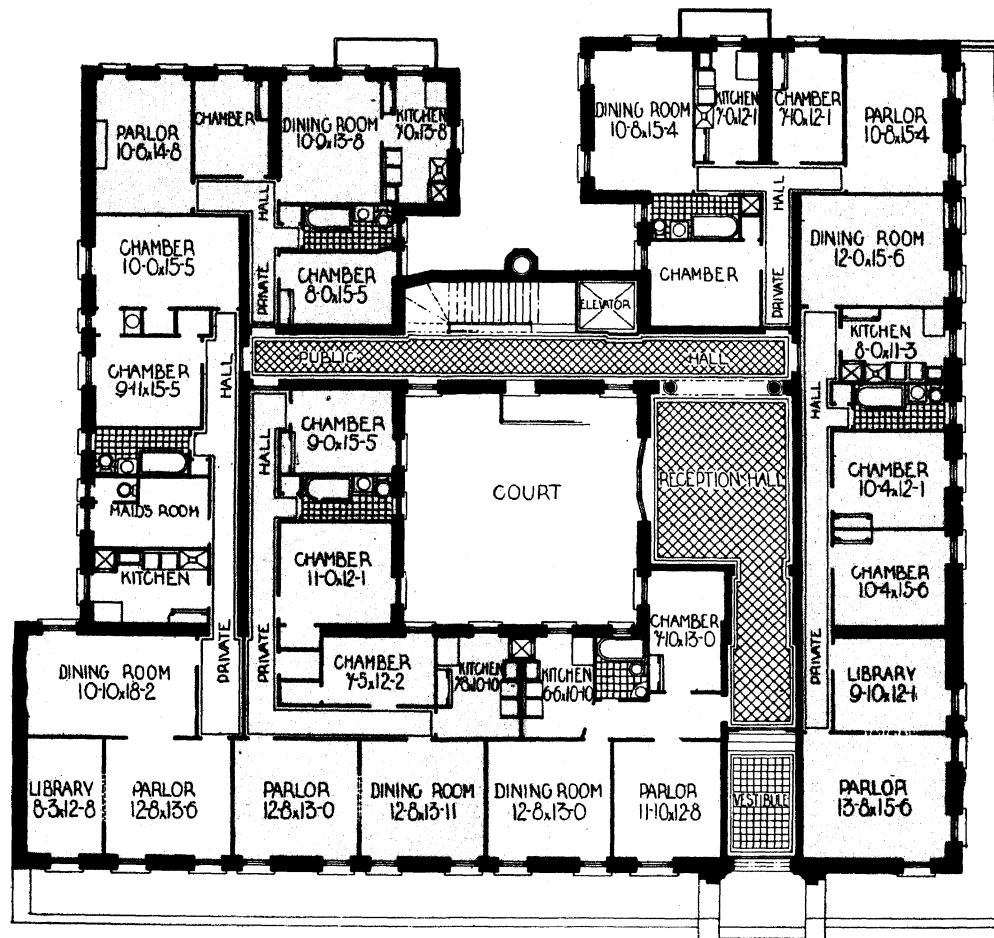 PARLOR
10-8x14-8
CHAMBER
DINING ROOM
10-9x13-8
KITCHEN
7-0x13-8
DINING ROOM
10-8x15-4
KITCHEN
7-0x12-1
CHAMBER
7-10x12-1
PARLOR
10-8x15-4
HALL
PRIVATE
HALL
PRIVATE
CHAMBER
10-0x15-5
CHAMBER
8-0x15-5
CHAMBER
DINING ROOM
12-0x15-6
ELEVATOR
KITCHEN
8-0x11-3
PUBLIC
HALL
CHAMBER
9-11x15-5
HALL
PRIVATE
HALL
PRIVATE
CHAMBER
9-0x15-5
COURT
RECEPTION HALL
HALL
PRIVATE
CHAMBER
10-4x12-1
MAIDS ROOM
KITCHEN
CHAMBER
11-0x12-1
CHAMBER
10-4x15-6
CHAMBER
7-10x13-0
DINING ROOM
10-10x18-2
CHAMBER
7-5x12-2
KITCHEN
7-8x10-10
KITCHEN
6-6x10-10
LIBRARY
9-10x12-1
LIBRARY
8-3x12-8
PARLOR
12-8x13-6
PARLOR
12-8x13-0
DINING ROOM
12-8x13-11
DINING ROOM
12-8x13-0
PARLOR
11-10x12-8
VESTIBULE
PARLOR
13-8x15-6